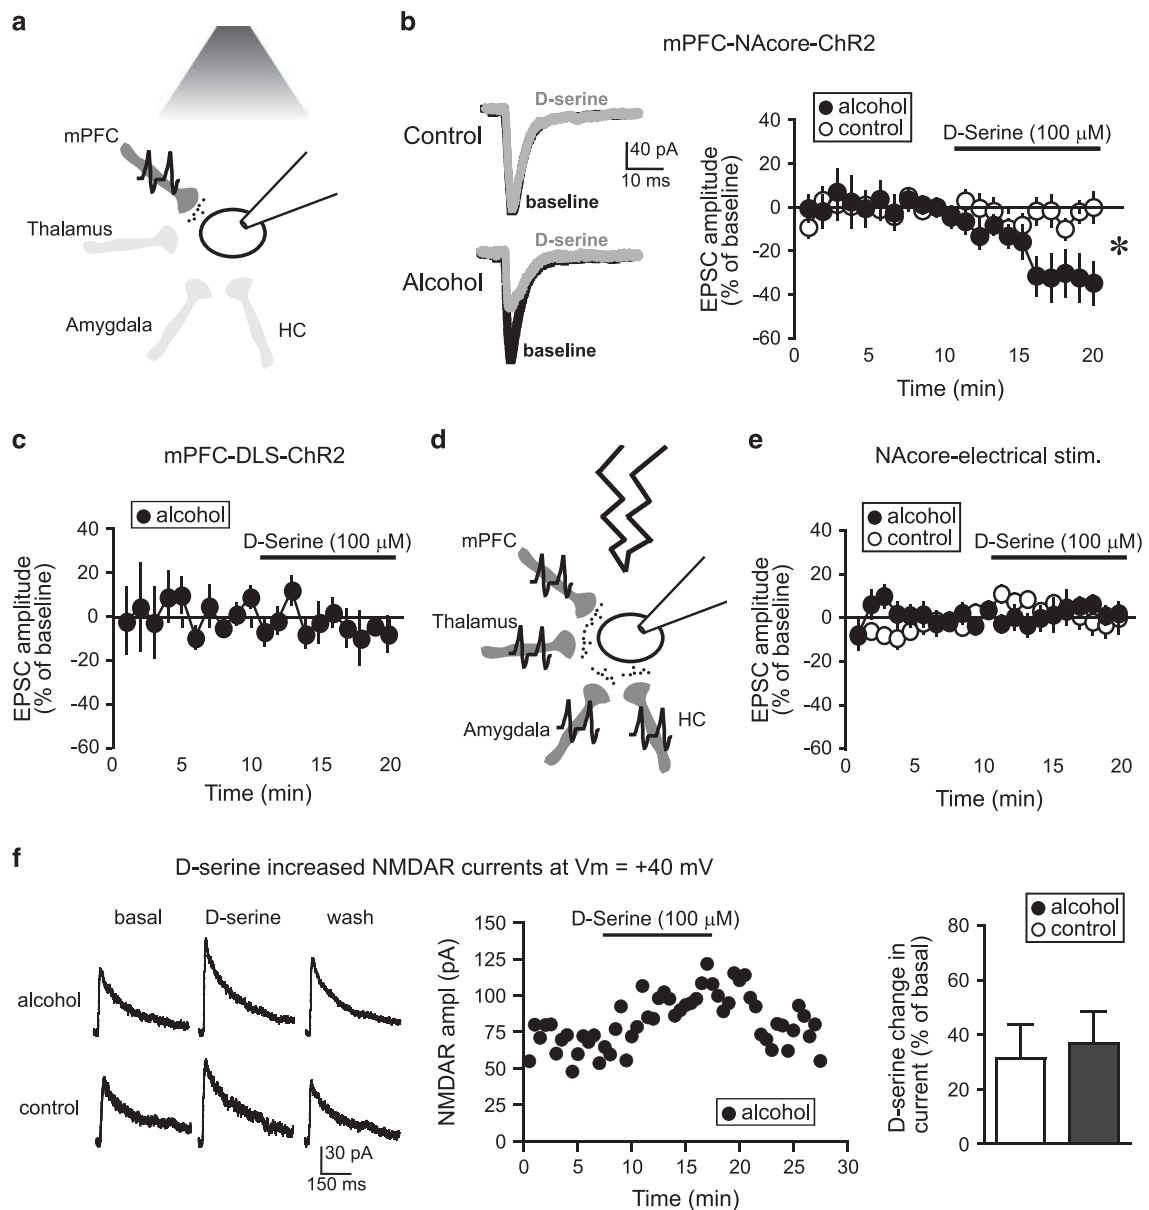 a
mPFC
Thalamus
Amygdala
HC
b
mPFC-NAcore-ChR2
Control
D-serine
baseline
40 pA
10 ms
Alcohol
D-serine
baseline
alcohol
control
D-Serine (100 µM)
EPSC amplitude
(% of baseline)
40
20
0
-20
-40
-60
*
0 5 10 15 20
Time (min)
c
mPFC-DLS-ChR2
alcohol
D-Serine (100 µM)
EPSC amplitude
(% of baseline)
40
20
0
-20
-40
-60
0 5 10 15 20
Time (min)
d
mPFC
Thalamus
Amygdala
HC
e
NAcore-electrical stim.
alcohol
control
D-Serine (100 µM)
EPSC amplitude
(% of baseline)
40
20
0
-20
-40
-60
0 5 10 15 20
Time (min)
f
D-serine increased NMDAR currents at Vm = +40 mV
basal D-serine wash
alcohol
control
30 pA
150 ms
D-Serine (100 µM)
NMDAR ampl (pA)
150
125
100
75
50
25
0
alcohol
0 5 10 15 20 25 30
Time (min)
alcohol
control
D-serine change in
current (% of basal)
80
60
40
20
0